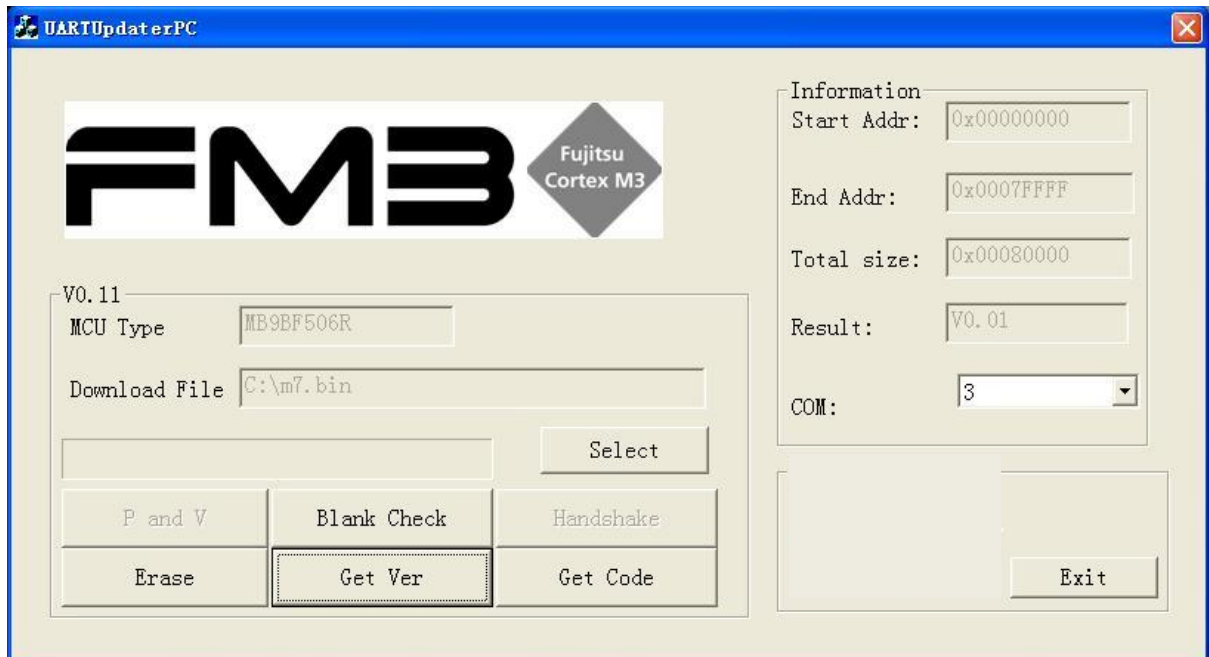 UARTUpdaterPC
FM3
Fujitsu
Cortex M3
V0.11
MCU Type MB9BF506R
Download File C:\m7.bin
Select
P and V Blank Check Handshake
Erase Get Ver Get Code
Information
Start Addr: 0x00000000
End Addr: 0x0007FFFF
Total size: 0x00080000
Result: V0.01
COM: 3
Exit